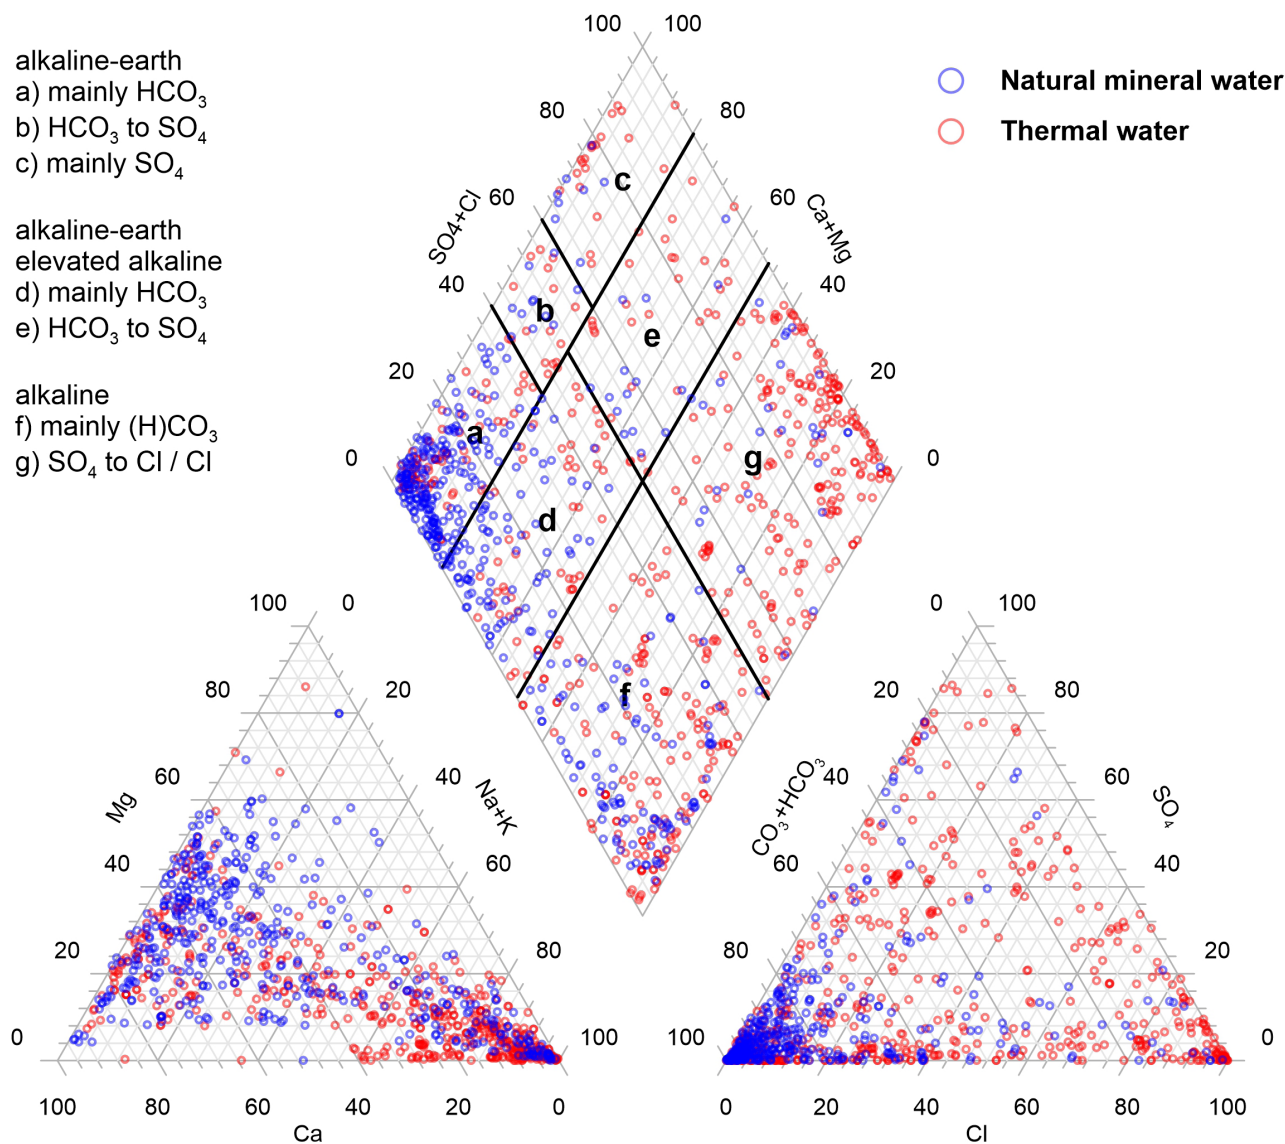 alkaline-earth
a) mainly HCO₃
b) HCO₃ to SO₄
c) mainly SO₄
alkaline-earth
elevated alkaline
d) mainly HCO₃
e) HCO₃ to SO₄
alkaline
f) mainly (H)CO₃
g) SO₄ to Cl / Cl
Natural mineral water
Thermal water
100 100
80 80
60 60
SO4+Cl
Ca+Mg
40 40
20 20
0 0
c
b
e
a
g
d
f
100 0
80 20
60 40
40 60
20 80
0 100
Mg
Na+K
100 80 60 40 20 0
Ca
0 100
20 80
40 60
60 40
80 20
100 0
CO₃+HCO₃
SO₄
0 20 40 60 80 100
Cl